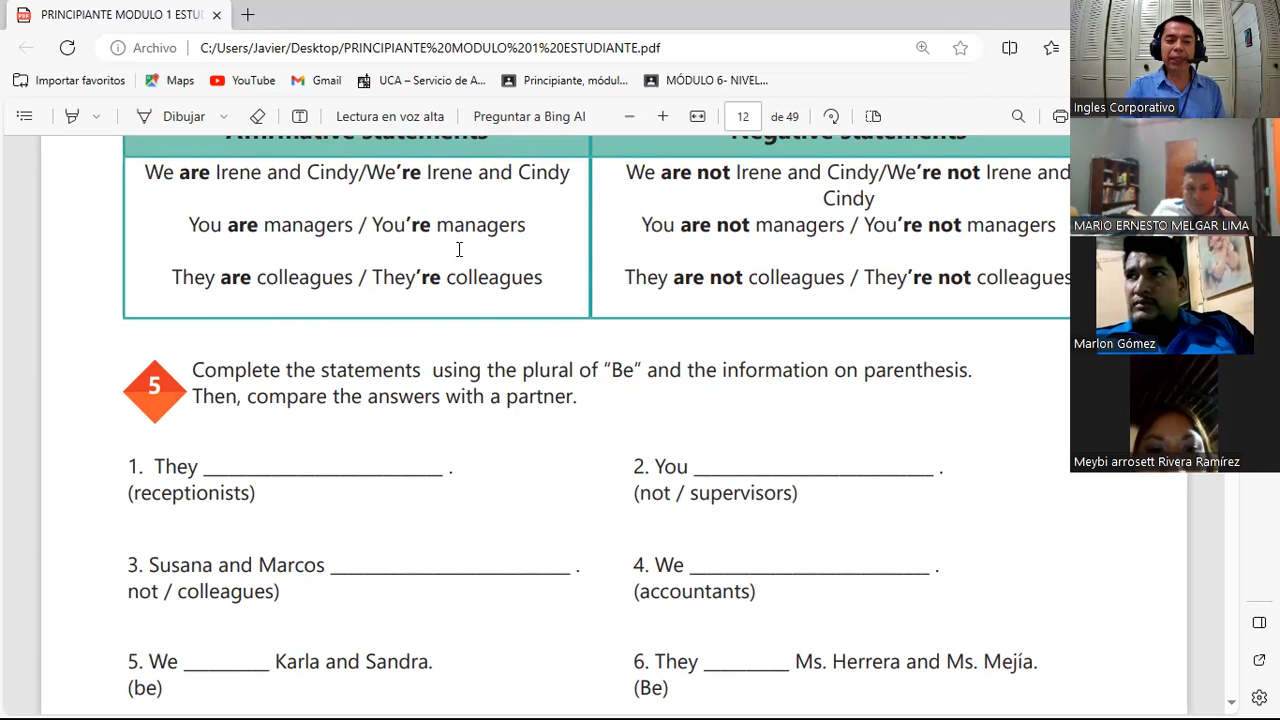 PRINCIPIANTE MODULO 1 ESTU
Archivo C:/Users/Javier/Desktop/PRINCIPIANTE%20MODULO%201%20ESTUDIANTE.pdf
Importar favoritos Maps YouTube Gmail UCA – Servicio de A... Principiante, módul... MÓDULO 6- NIVEL...
Dibujar Lectura en voz alta Preguntar a Bing AI 12 de 49
Affirmative Statements Negative Statements
We are Irene and Cindy/We're Irene and Cindy
You are managers / You're managers
They are colleagues / They're colleagues
We are not Irene and Cindy/We're not Irene and
Cindy
You are not managers / You're not managers
They are not colleagues / They're not colleagues
5
Complete the statements using the plural of “Be” and the information on parenthesis.
Then, compare the answers with a partner.
1. They ______________________ .
(receptionists)
2. You ______________________ .
(not / supervisors)
3. Susana and Marcos ______________________ .
not / colleagues)
4. We ______________________ .
(accountants)
5. We ________ Karla and Sandra.
(be)
6. They ________ Ms. Herrera and Ms. Mejía.
(Be)
Ingles Corporativo
MARIO ERNESTO MELGAR LIMA
Marlon Gómez
Meybi arrosett Rivera Ramírez